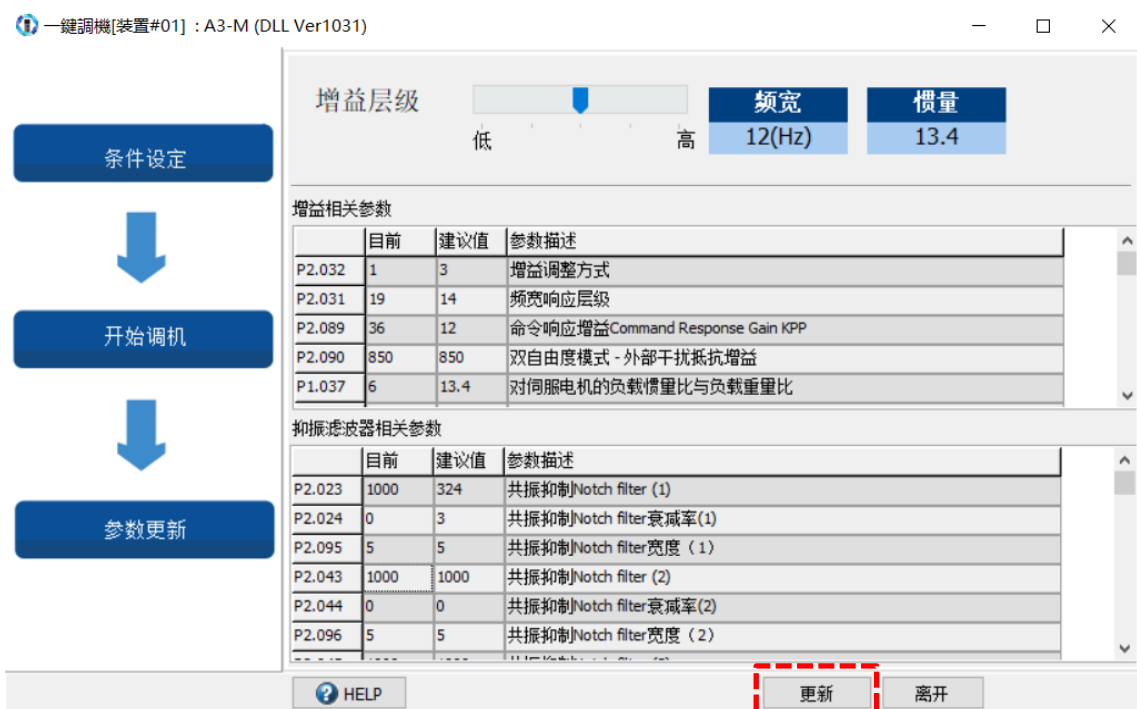 一鍵調機[裝置#01] : A3-M (DLL Ver1031)
条件设定
开始调机
参数更新
增益层级
低
高
频宽
12(Hz)
惯量
13.4
增益相关参数
目前 建议值 参数描述
P2.032 1 3 增益调整方式
P2.031 19 14 频宽响应层级
P2.089 36 12 命令响应增益Command Response Gain KPP
P2.090 850 850 双自由度模式 - 外部干扰抵抗增益
P1.037 6 13.4 对伺服电机的负载惯量比与负载重量比
抑振滤波器相关参数
目前 建议值 参数描述
P2.023 1000 324 共振抑制Notch filter (1)
P2.024 0 3 共振抑制Notch filter衰减率(1)
P2.095 5 5 共振抑制Notch filter宽度（1）
P2.043 1000 1000 共振抑制Notch filter (2)
P2.044 0 0 共振抑制Notch filter衰减率(2)
P2.096 5 5 共振抑制Notch filter宽度（2）
HELP
更新
离开